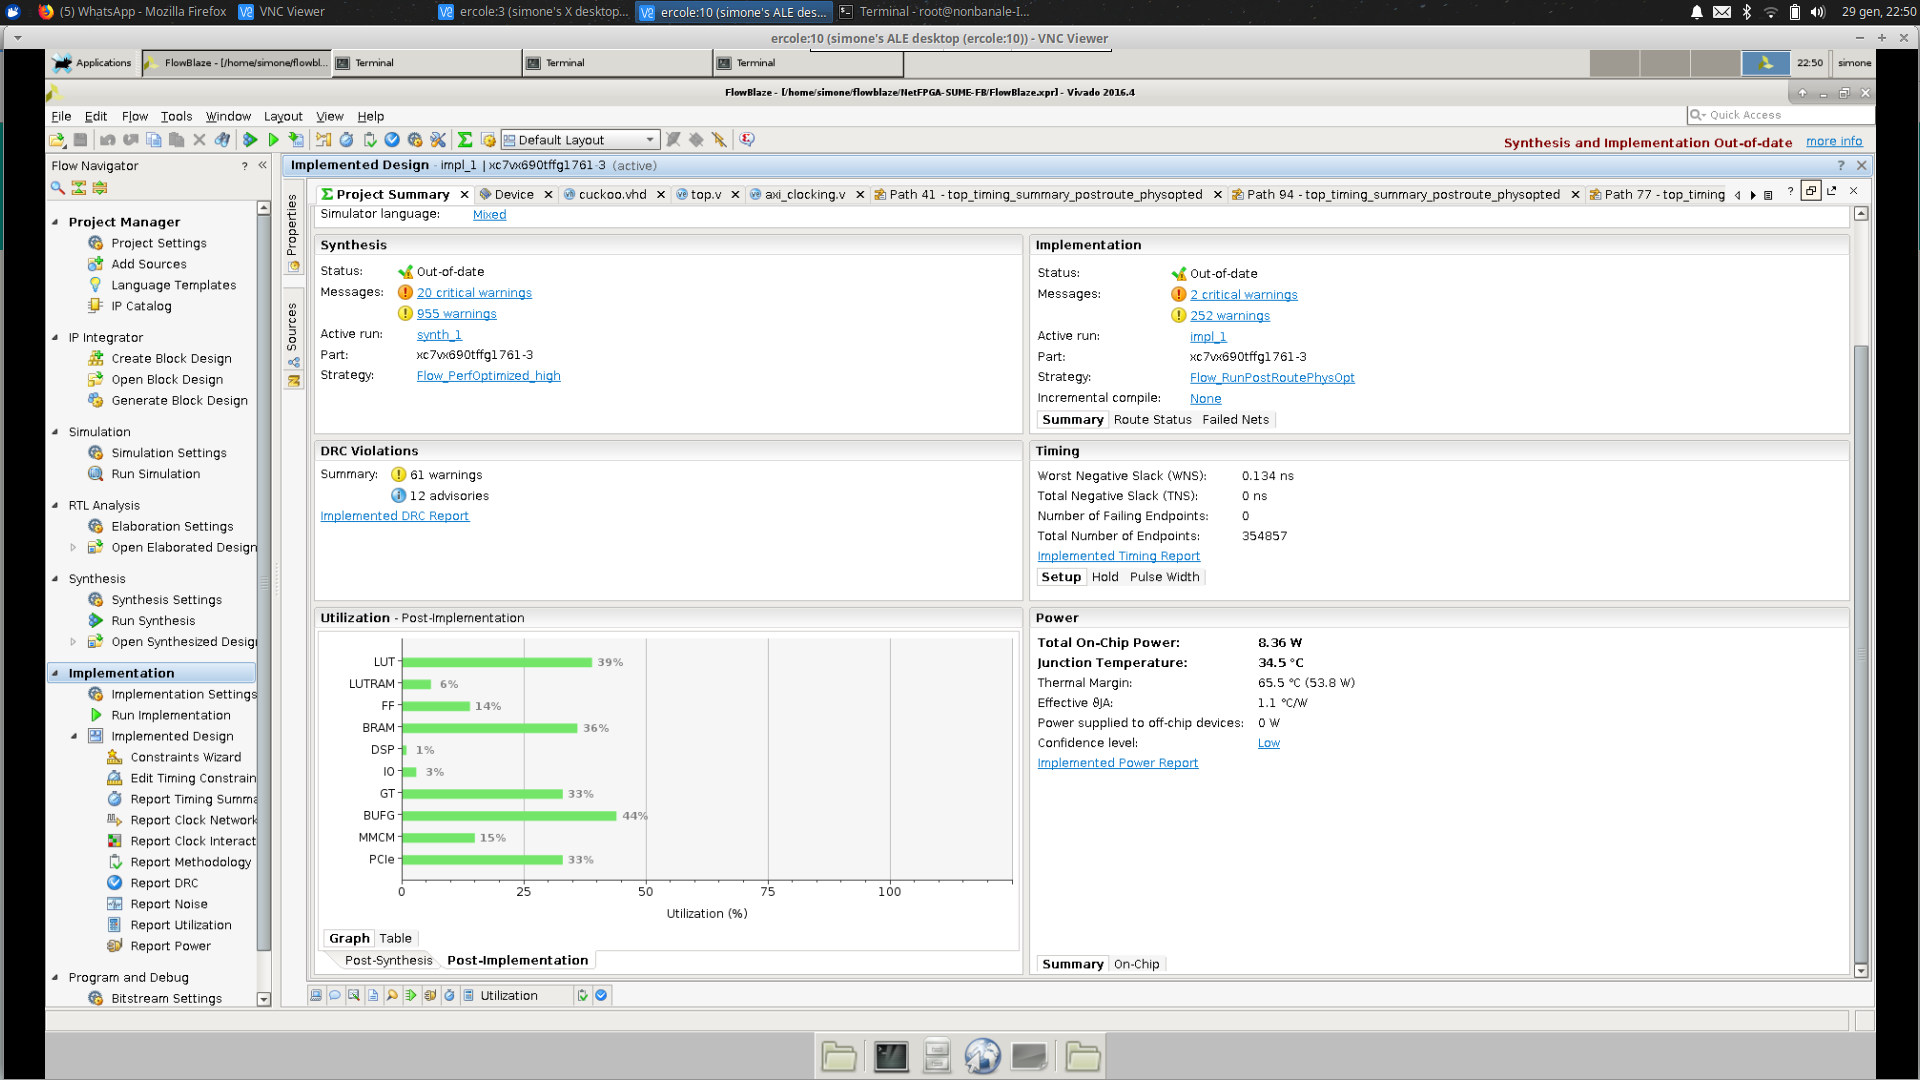 (5) WhatsApp - Mozilla Firefox
VNC Viewer
ercole:3 (simone's X desktop...
ercole:10 (simone's ALE des...
Terminal - root@nonbanale-I...
29 gen, 22:50
ercole:10 (simone's ALE desktop (ercole:10)) - VNC Viewer
Applications
FlowBlaze - [/home/simone/flowbl...
Terminal
Terminal
Terminal
22:50
simone
FlowBlaze - [/home/simone/flowblaze/NetFPGA-SUME-FB/FlowBlaze.xpr] - Vivado 2016.4
File Edit Flow Tools Window Layout View Help
Quick Access
Default Layout
Synthesis and Implementation Out-of-date more info
Flow Navigator
Project Manager
Project Settings
Add Sources
Language Templates
IP Catalog
IP Integrator
Create Block Design
Open Block Design
Generate Block Design
Simulation
Simulation Settings
Run Simulation
RTL Analysis
Elaboration Settings
Open Elaborated Design
Synthesis
Synthesis Settings
Run Synthesis
Open Synthesized Desig
Implementation
Implementation Settings
Run Implementation
Implemented Design
Constraints Wizard
Edit Timing Constrain
Report Timing Summa
Report Clock Network
Report Clock Interact
Report Methodology
Report DRC
Report Noise
Report Utilization
Report Power
Program and Debug
Bitstream Settings
Implemented Design - impl_1 | xc7vx690tffg1761-3 (active)
Properties
Sources
Project Summary
Device
cuckoo.vhd
top.v
axi_clocking.v
Path 41 - top_timing_summary_postroute_physopted
Path 94 - top_timing_summary_postroute_physopted
Path 77 - top_timing
Simulator language: Mixed
Synthesis
Status: Out-of-date
Messages: 20 critical warnings
955 warnings
Active run: synth_1
Part: xc7vx690tffg1761-3
Strategy: Flow_PerfOptimized_high
Implementation
Status: Out-of-date
Messages: 2 critical warnings
252 warnings
Active run: impl_1
Part: xc7vx690tffg1761-3
Strategy: Flow_RunPostRoutePhysOpt
Incremental compile: None
Summary Route Status Failed Nets
DRC Violations
Summary: 61 warnings
12 advisories
Implemented DRC Report
Timing
Worst Negative Slack (WNS): 0.134 ns
Total Negative Slack (TNS): 0 ns
Number of Failing Endpoints: 0
Total Number of Endpoints: 354857
Implemented Timing Report
Setup Hold Pulse Width
Utilization - Post-Implementation
LUT 39%
LUTRAM 6%
FF 14%
BRAM 36%
DSP 1%
IO 3%
GT 33%
BUFG 44%
MMCM 15%
PCIe 33%
0 25 50 75 100
Utilization (%)
Graph Table
Post-Synthesis Post-Implementation
Power
Total On-Chip Power: 8.36 W
Junction Temperature: 34.5 °C
Thermal Margin: 65.5 °C (53.8 W)
Effective ϑJA: 1.1 °C/W
Power supplied to off-chip devices: 0 W
Confidence level: Low
Implemented Power Report
Summary On-Chip
Utilization